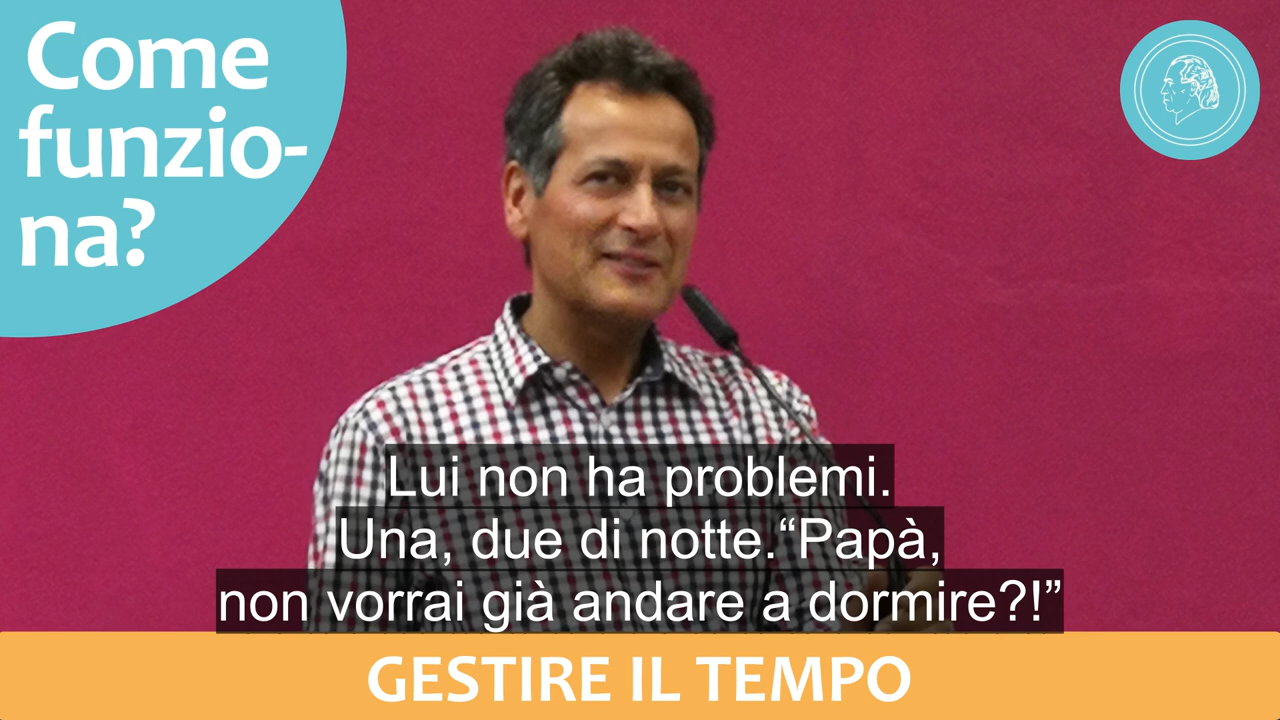 Come
funzio-
na?
Lui non ha problemi.
Una, due di notte.“Papà,
non vorrai già andare a dormire?!”
GESTIRE IL TEMPO